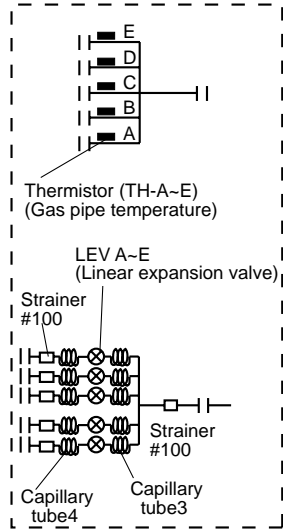 E
D
C
B
A
Thermistor (TH-A~E)
(Gas pipe temperature)
LEV A~E
(Linear expansion valve)
Strainer
#100
Strainer
#100
Capillary
tube4
Capillary
tube3